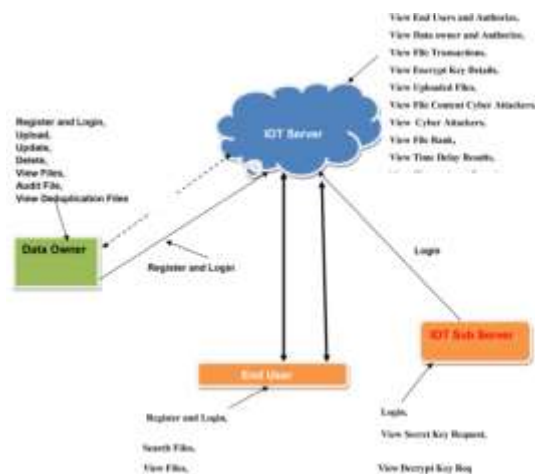 View End Users and Authorize,
View Data owner and Authorize,
View File Transactions,
View Encrypt Key Details,
View Uploaded Files,
View File Content Cyber Attackers
View Cyber Attackers,
View File Rank,
View Time Delay Results,
IOT Server
Register and Login,
Upload,
Update,
Delete,
View Files,
Audit File,
View Deduplication Files
Data Owner
Register and Login
Login
IOT Sub Server
End User
Register and Login,
Search Files,
View Files,
Login,
View Secret Key Request,
View Decrypt Key Req